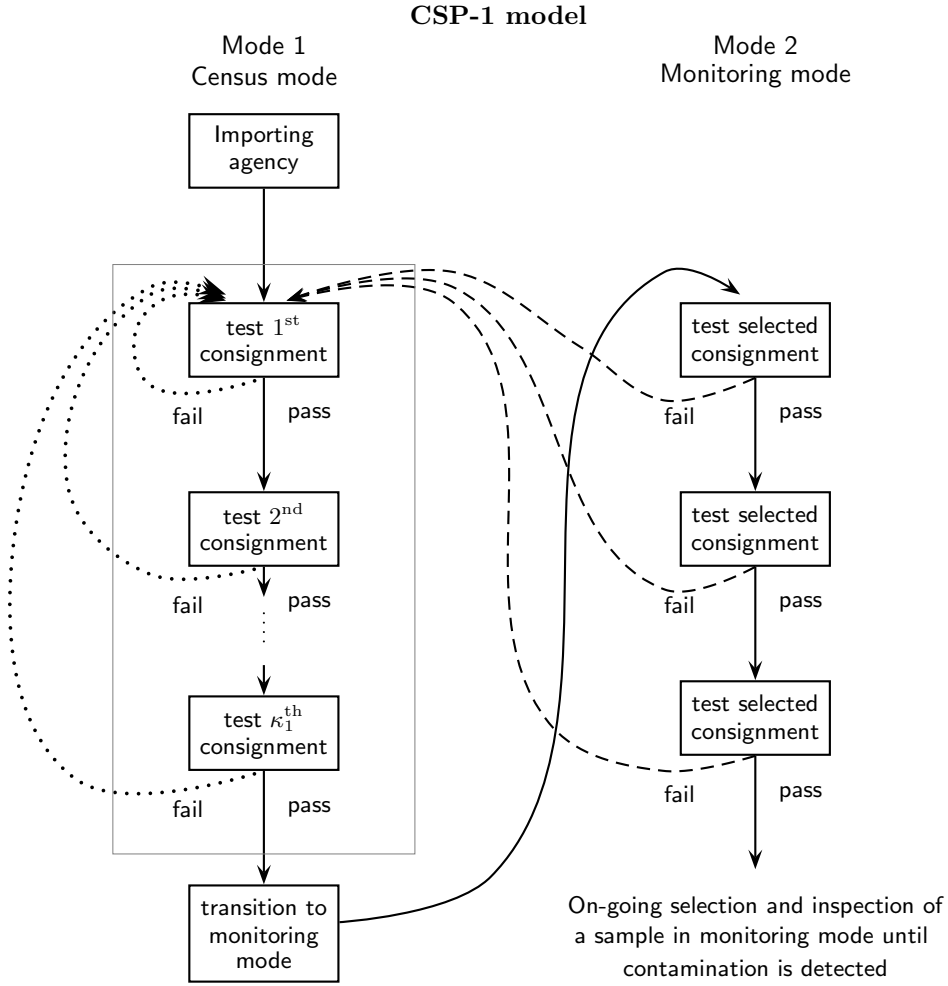 CSP-1 model
Mode 1
Census mode
Mode 2
Monitoring mode
Importing
agency
test 1st
consignment
fail
pass
test 2nd
consignment
fail
pass
test κ1th
consignment
fail
pass
transition to
monitoring
mode
test selected
consignment
fail
pass
test selected
consignment
fail
pass
test selected
consignment
fail
pass
On-going selection and inspection of
a sample in monitoring mode until
contamination is detected